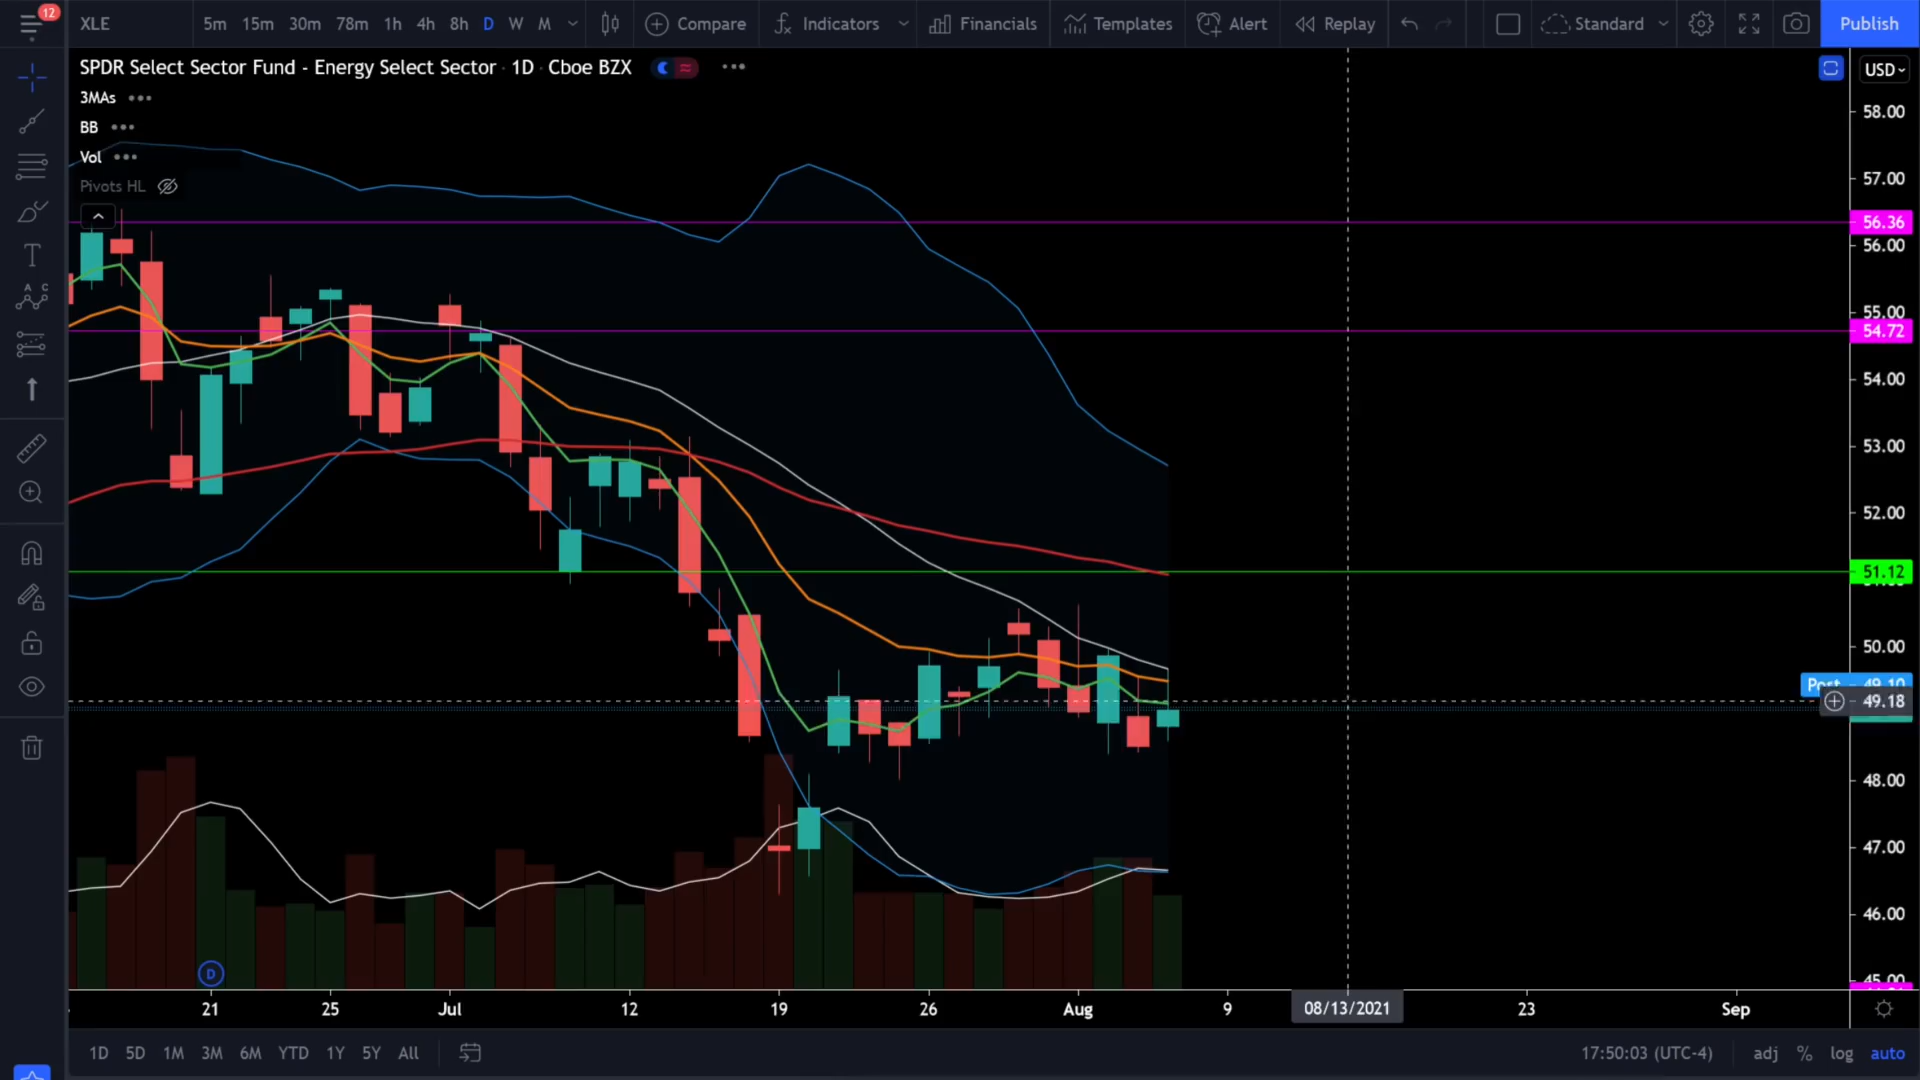 12
XLE 5m 15m 30m 78m 1h 4h 8h D W M Compare Indicators Financials Templates Alert Replay Standard Publish
SPDR Select Sector Fund - Energy Select Sector · 1D · Cboe BZX
USD
3MAs
BB
Vol
Pivots HL
58.00
57.00
56.36
56.00
55.00
54.72
54.00
53.00
52.00
51.12
50.00
49.18
48.00
47.00
46.00
D
21 25 Jul 12 19 26 Aug 9 08/13/2021 23 Sep
1D 5D 1M 3M 6M YTD 1Y 5Y All 17:50:03 (UTC-4) adj % log auto